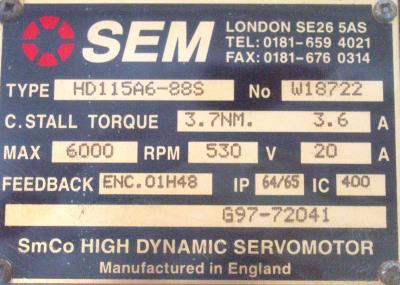 SEM
LONDON SE26 5AS
TEL: 0181-659 4021
FAX: 0181-676 0314
TYPE HD115A6-88S No W18722
C. STALL TORQUE 3.7NM. 3.6 A
MAX 6000 RPM 530 V 20 A
FEEDBACK ENC.01H48 IP 64/65 IC 400
G97-72041
SmCo HIGH DYNAMIC SERVOMOTOR
Manufactured in England